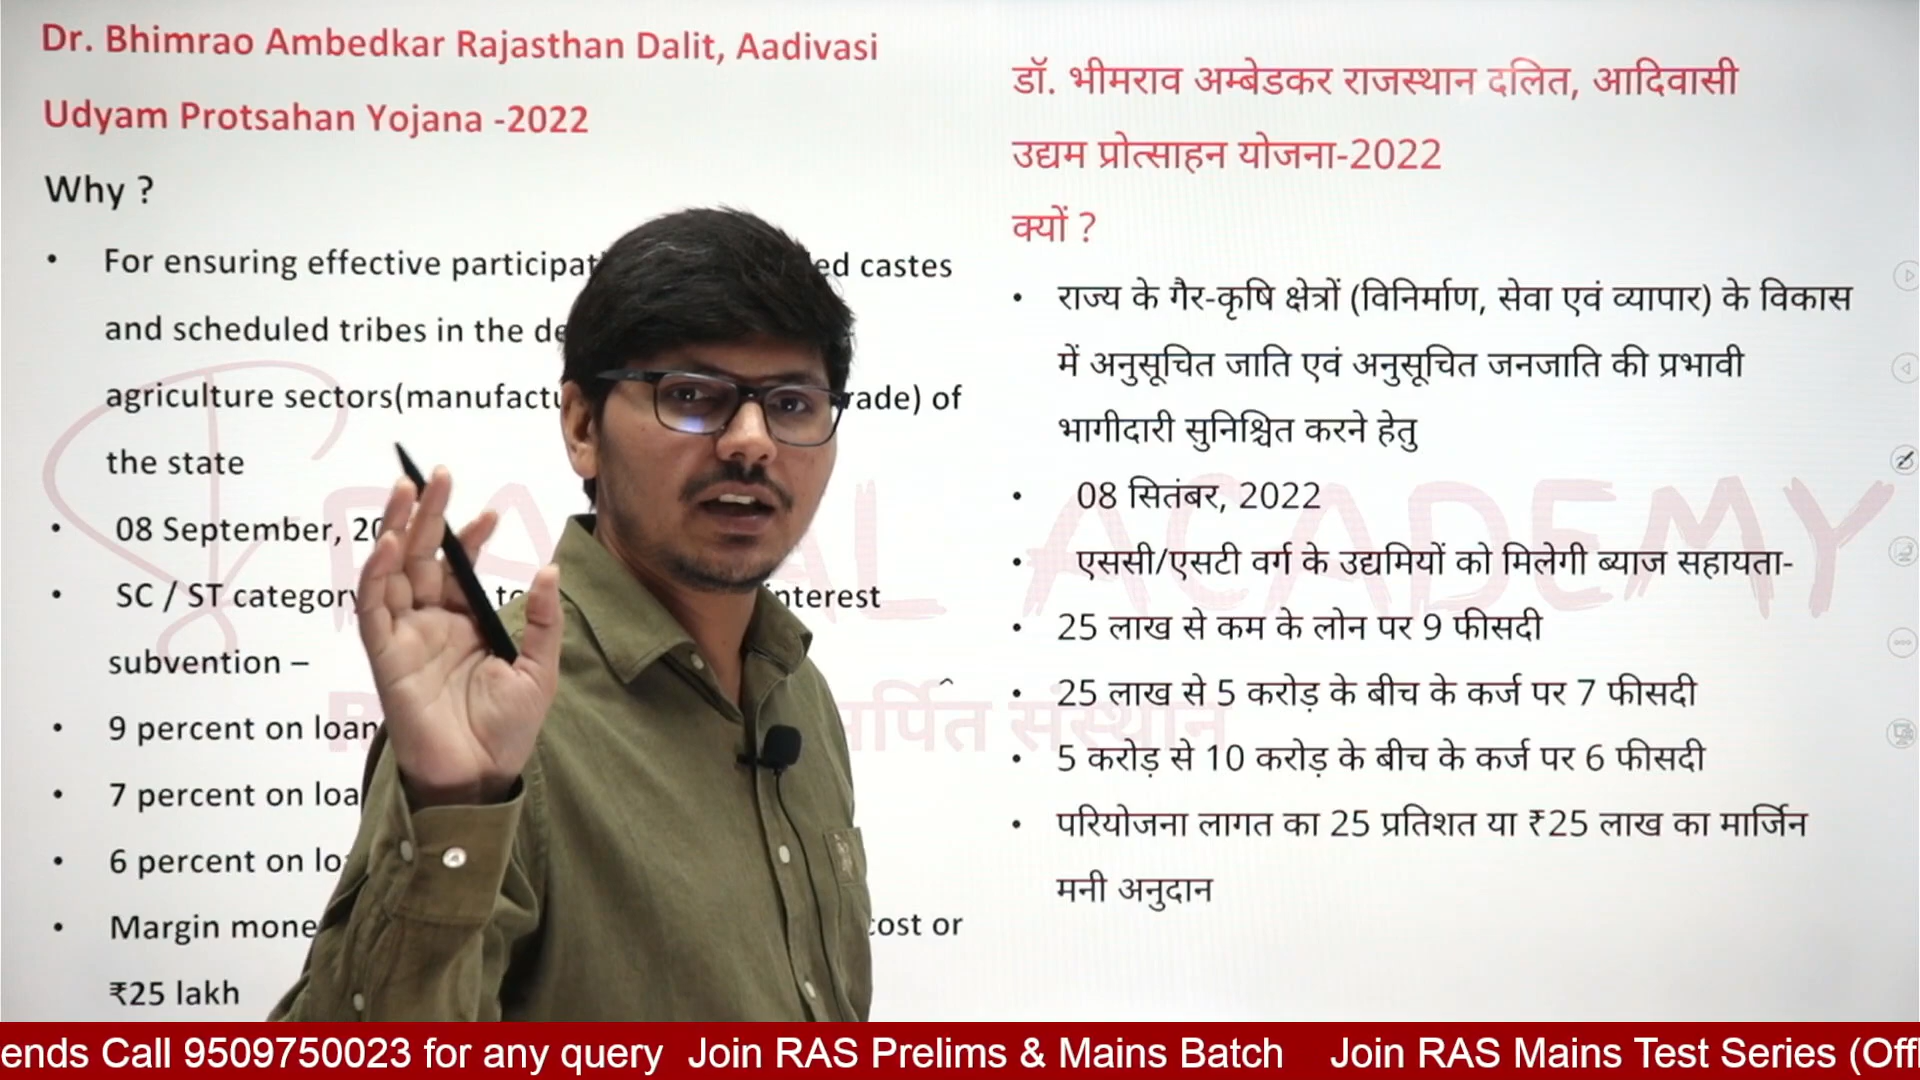 Dr. Bhimrao Ambedkar Rajasthan Dalit, Aadivasi
Udyam Protsahan Yojana -2022
Why ?
• For ensuring effective participat ed castes
and scheduled tribes in the de
agriculture sectors(manufactu rade) of
the state
• 08 September, 20
• SC / ST category to nterest
subvention –
• 9 percent on loan
• 7 percent on loa
• 6 percent on lo
• Margin mone cost or
₹25 lakh
डॉ. भीमराव अम्बेडकर राजस्थान दलित, आदिवासी
उद्यम प्रोत्साहन योजना-2022
क्यों ?
• राज्य के गैर-कृषि क्षेत्रों (विनिर्माण, सेवा एवं व्यापार) के विकास
में अनुसूचित जाति एवं अनुसूचित जनजाति की प्रभावी
भागीदारी सुनिश्चित करने हेतु
• 08 सितंबर, 2022
• एससी/एसटी वर्ग के उद्यमियों को मिलेगी ब्याज सहायता-
• 25 लाख से कम के लोन पर 9 फीसदी
• 25 लाख से 5 करोड़ के बीच के कर्ज पर 7 फीसदी
• 5 करोड़ से 10 करोड़ के बीच के कर्ज पर 6 फीसदी
• परियोजना लागत का 25 प्रतिशत या ₹25 लाख का मार्जिन
मनी अनुदान
ACADEMY
संस्थान
ends Call 9509750023 for any query Join RAS Prelims & Mains Batch Join RAS Mains Test Series (Offl